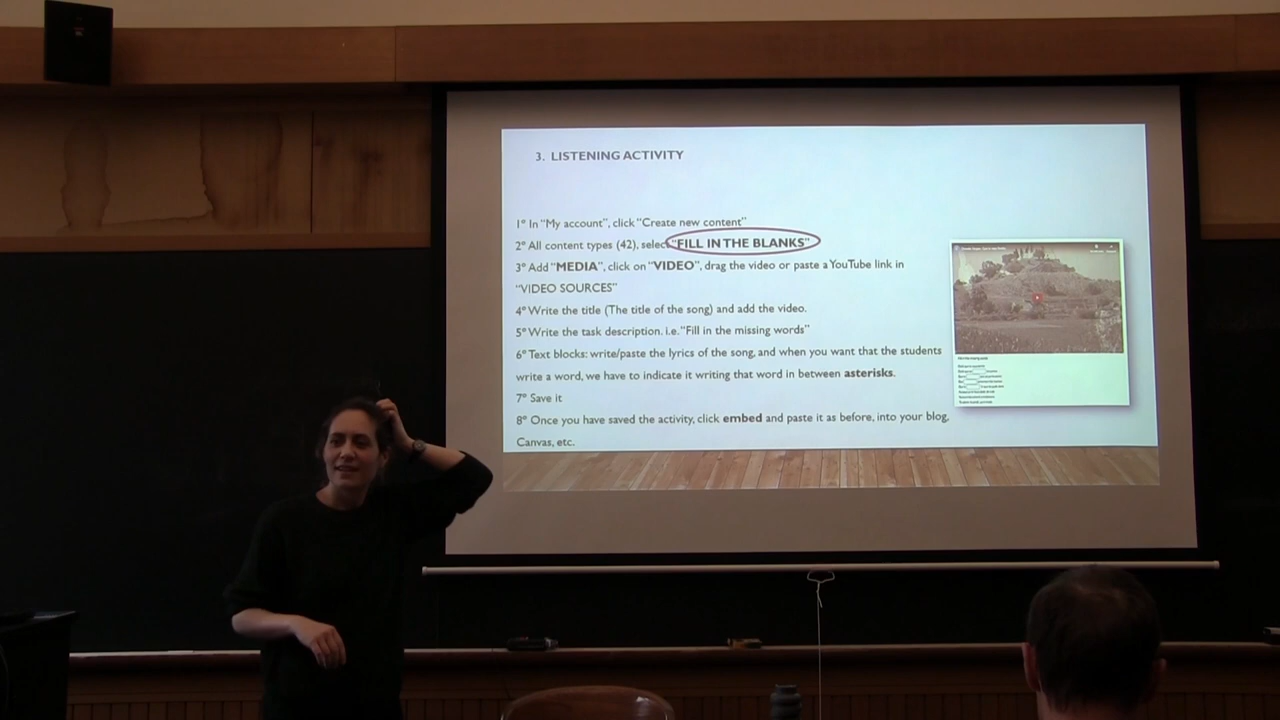 3. LISTENING ACTIVITY
1º In "My account", click "Create new content"
2º All content types (42), select "FILL IN THE BLANKS"
3º Add "MEDIA", click on "VIDEO", drag the video or paste a YouTube link in
"VIDEO SOURCES"
4º Write the title (The title of the song) and add the video.
5º Write the task description. i.e. "Fill in the missing words"
6º Text blocks: write/paste the lyrics of the song, and when you want that the students
write a word, we have to indicate it writing that word in between asterisks.
7º Save it
8º Once you have saved the activity, click embed and paste it as before, into your blog,
Canvas, etc.